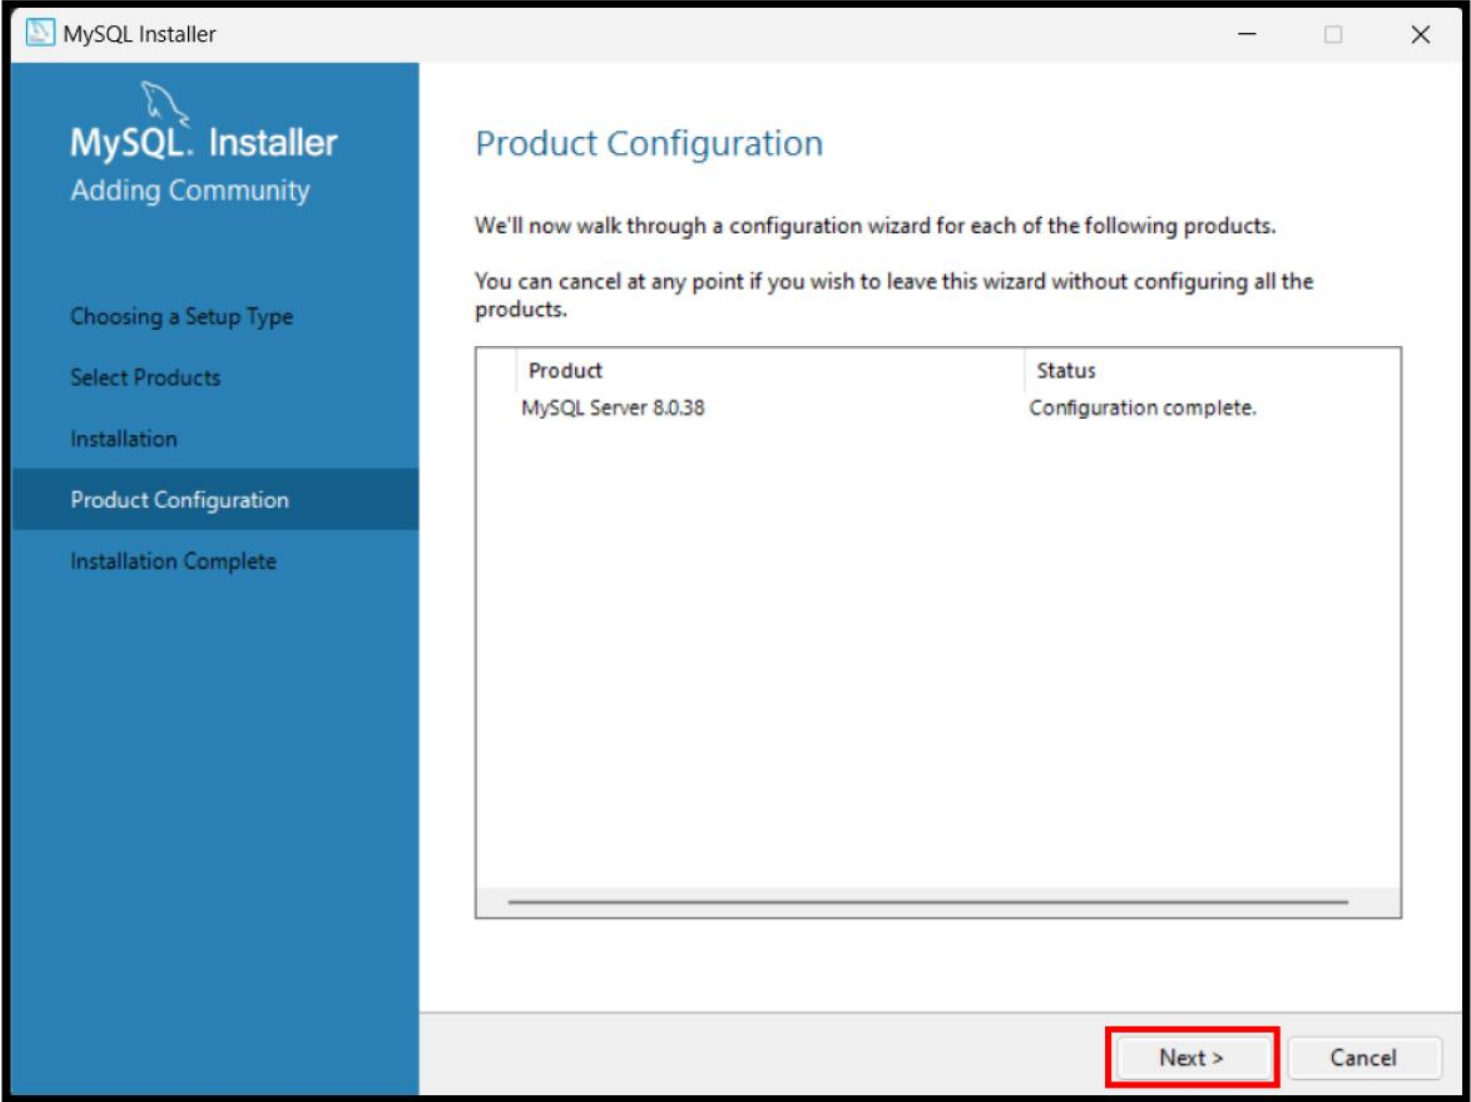 MySQL Installer
MySQL. Installer
Adding Community
Choosing a Setup Type
Select Products
Installation
Product Configuration
Installation Complete
Product Configuration
We'll now walk through a configuration wizard for each of the following products.
You can cancel at any point if you wish to leave this wizard without configuring all the
products.
Product Status
MySQL Server 8.0.38 Configuration complete.
Next > Cancel